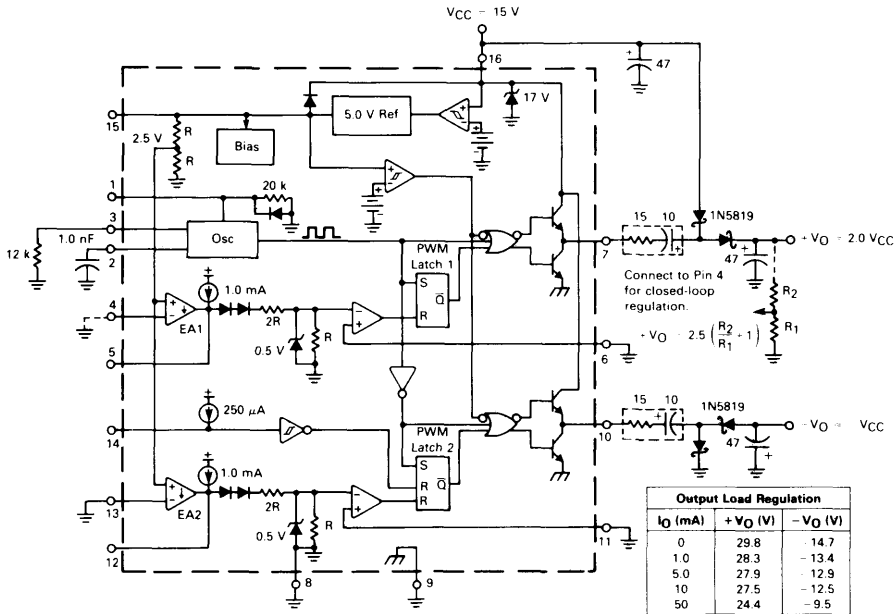 VCC = 15 V
16
47
17 V
15
5.0 V Ref
2.5 V
R
R
Bias
1
20 k
3
Osc
1.0 nF
12 k
2
PWM
Latch 1
S
R
Q
1.0 mA
4
EA1
2R
0.5 V
R
5
6
7
15
10
1N5819
+ VO = 2.0 VCC
47
Connect to Pin 4
for closed-loop
regulation.
R2
R1
+ VO = 2.5 (R2/R1 + 1)
250 μA
14
PWM
Latch 2
S
R
R
Q
10
15
10
1N5819
47
- VO ≈ VCC
1.0 mA
13
EA2
2R
0.5 V
R
12
11
8
9
Output Load Regulation
IO (mA) + VO (V) - VO (V)
0 29.8 - 14.7
1.0 28.3 - 13.4
5.0 27.9 - 12.9
10 27.5 - 12.5
50 24.4 - 9.5